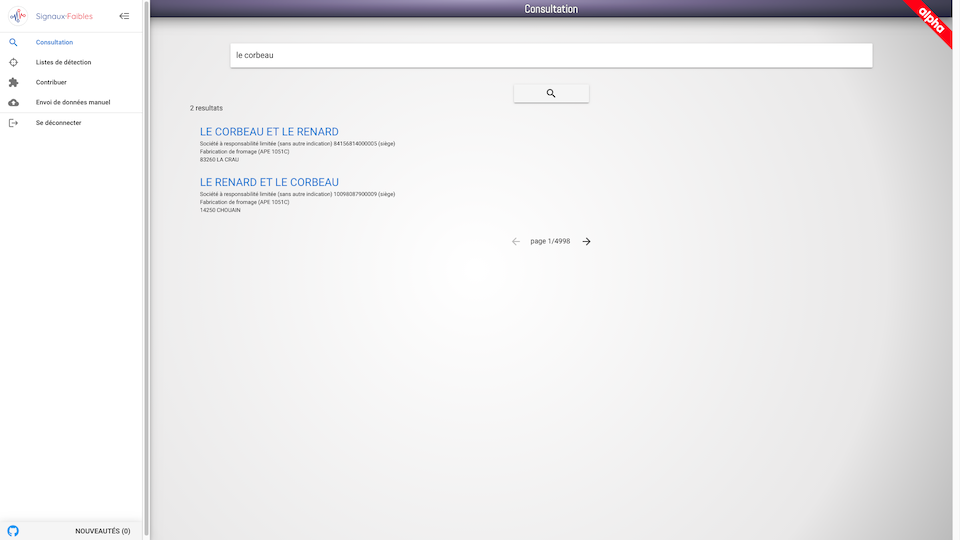 Signaux·Faibles
Consultation
Listes de détection
Contribuer
Envoi de données manuel
Se déconnecter
NOUVEAUTÉS (0)
Consultation
alpha
le corbeau
2 resultats
LE CORBEAU ET LE RENARD
Société à responsabilité limitée (sans autre indication) 84156814000005 (siège)
Fabrication de fromage (APE 1051C)
83260 LA CRAU
LE RENARD ET LE CORBEAU
Société à responsabilité limitée (sans autre indication) 10098087900009 (siège)
Fabrication de fromage (APE 1051C)
14250 CHOUAIN
page 1/4998